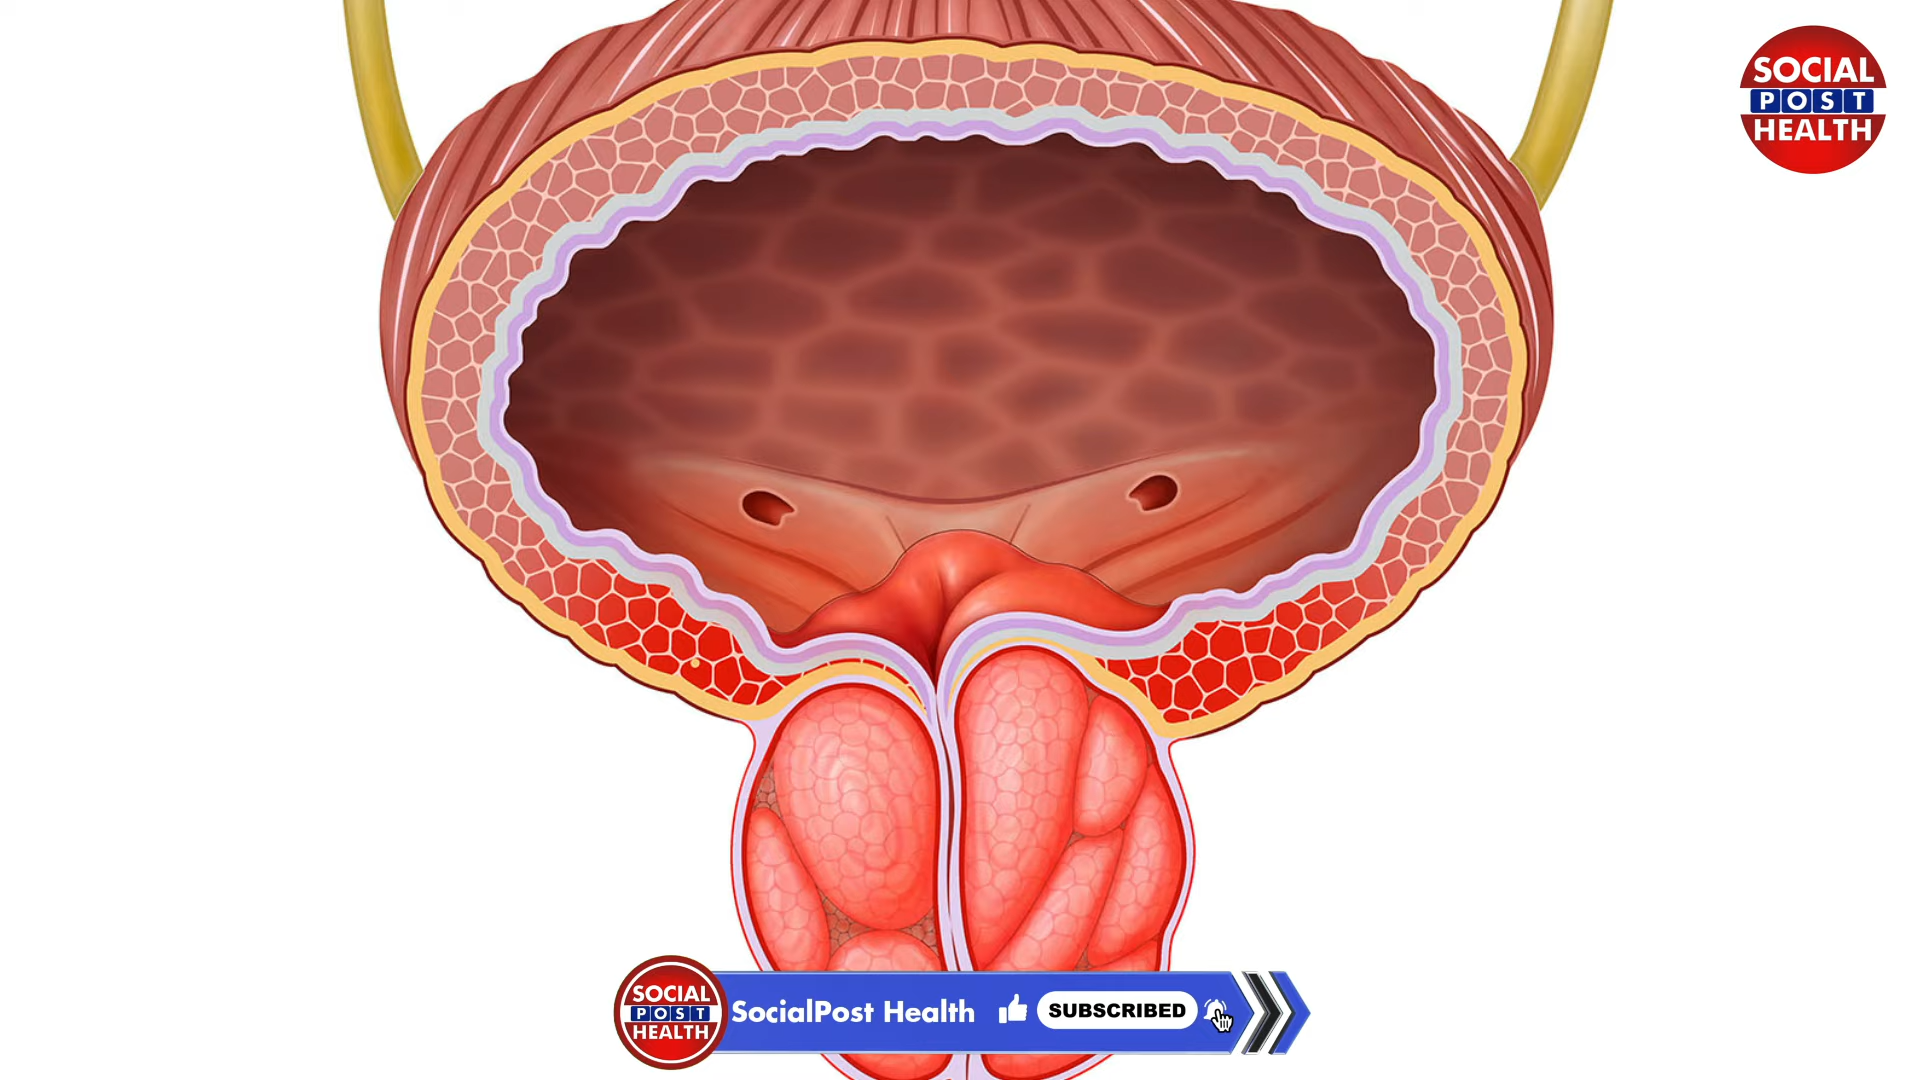 SOCIAL
POST
HEALTH
SOCIAL
POST
HEALTH
SocialPost Health
SUBSCRIBED